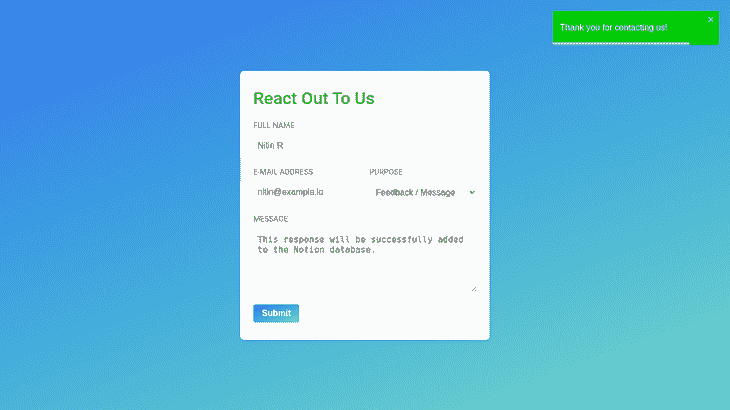 Thank you for contacting us!
×
React Out To Us
FULL NAME
Nitin R
E-MAIL ADDRESS
PURPOSE
nitin@example.io
Feedback / Message
MESSAGE
This response will be successfully added
to the Notion database.
Submit